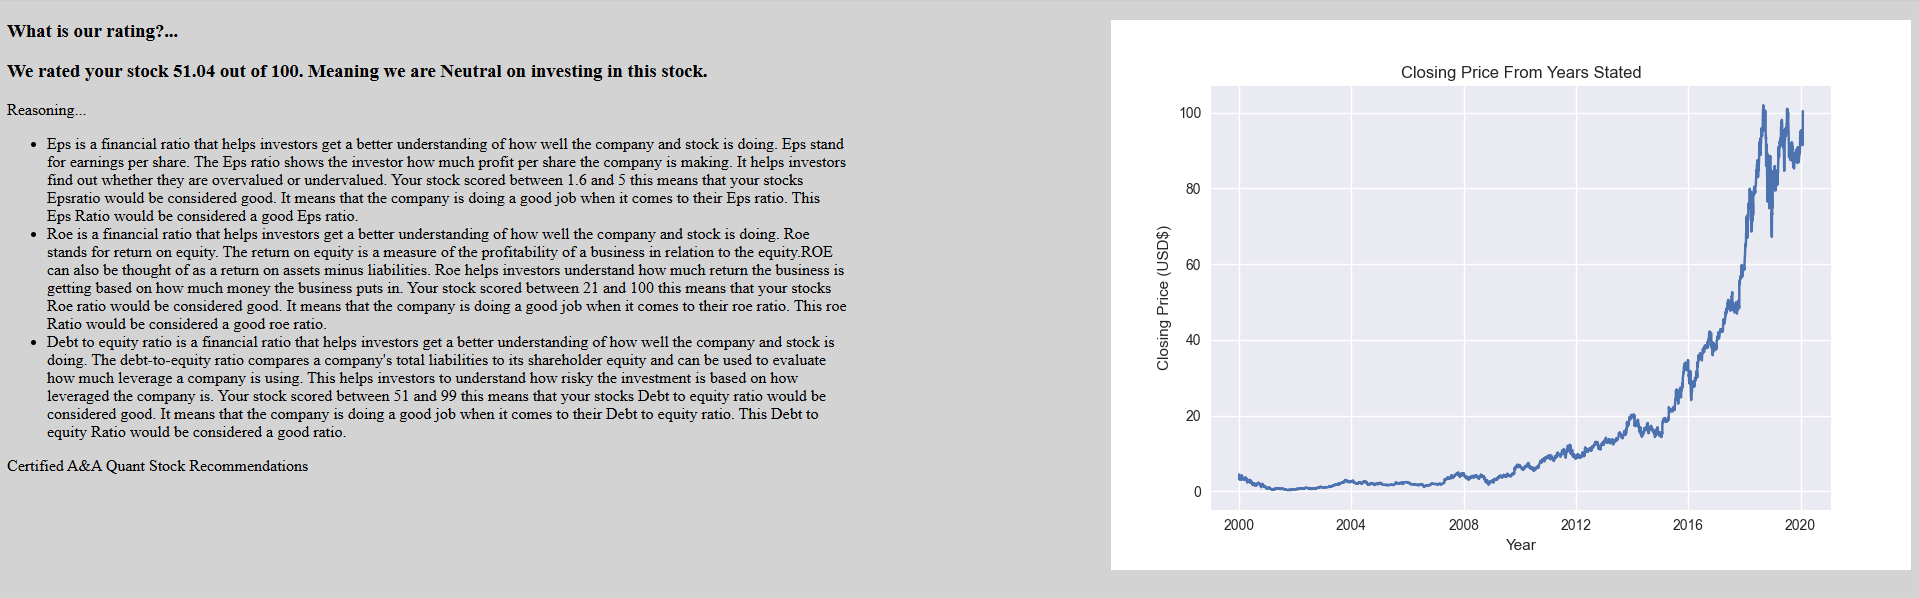 What is our rating?...
We rated your stock 51.04 out of 100. Meaning we are Neutral on investing in this stock.
Reasoning...
• Eps is a financial ratio that helps investors get a better understanding of how well the company and stock is doing. Eps stand
for earnings per share. The Eps ratio shows the investor how much profit per share the company is making. It helps investors
find out whether they are overvalued or undervalued. Your stock scored between 1.6 and 5 this means that your stocks
Epsratio would be considered good. It means that the company is doing a good job when it comes to their Eps ratio. This
Eps Ratio would be considered a good Eps ratio.
• Roe is a financial ratio that helps investors get a better understanding of how well the company and stock is doing. Roe
stands for return on equity. The return on equity is a measure of the profitability of a business in relation to the equity.ROE
can also be thought of as a return on assets minus liabilities. Roe helps investors understand how much return the business is
getting based on how much money the business puts in. Your stock scored between 21 and 100 this means that your stocks
Roe ratio would be considered good. It means that the company is doing a good job when it comes to their roe ratio. This roe
Ratio would be considered a good roe ratio.
• Debt to equity ratio is a financial ratio that helps investors get a better understanding of how well the company and stock is
doing. The debt-to-equity ratio compares a company's total liabilities to its shareholder equity and can be used to evaluate
how much leverage a company is using. This helps investors to understand how risky the investment is based on how
leveraged the company is. Your stock scored between 51 and 99 this means that your stocks Debt to equity ratio would be
considered good. It means that the company is doing a good job when it comes to their Debt to equity ratio. This Debt to
equity Ratio would be considered a good ratio.
Certified A&A Quant Stock Recommendations
Closing Price From Years Stated
Closing Price (USD$)
100
80
60
40
20
0
2000 2004 2008 2012 2016 2020
Year